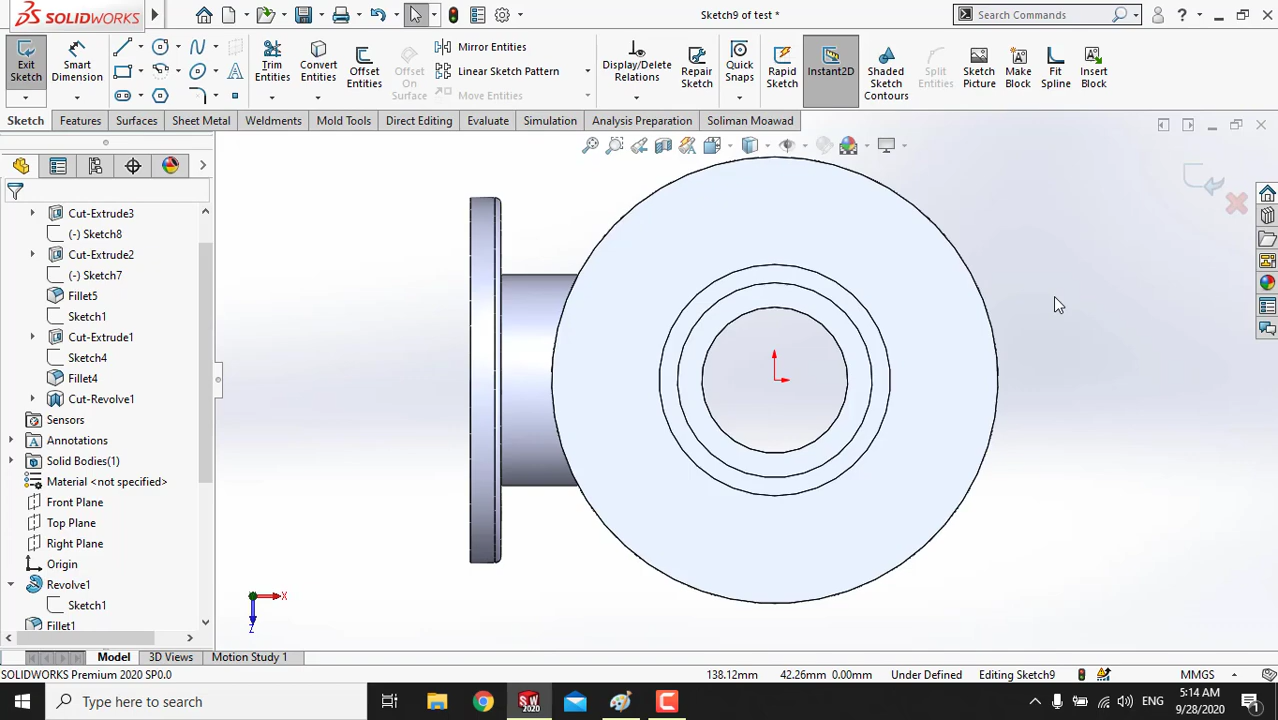 SOLIDWORKS
Sketch9 of test *
Search Commands
?
Exit Sketch
Smart Dimension
Trim Entities
Convert Entities
Offset Entities
Offset On Surface
Mirror Entities
Linear Sketch Pattern
Move Entities
Display/Delete Relations
Repair Sketch
Quick Snaps
Rapid Sketch
Instant2D
Shaded Sketch Contours
Split Entities
Sketch Picture
Make Block
Fit Spline
Insert Block
Sketch
Features
Surfaces
Sheet Metal
Weldments
Mold Tools
Direct Editing
Evaluate
Simulation
Analysis Preparation
Soliman Moawad
Cut-Extrude3
(-) Sketch8
Cut-Extrude2
(-) Sketch7
Fillet5
Sketch1
Cut-Extrude1
Sketch4
Fillet4
Cut-Revolve1
Sensors
Annotations
Solid Bodies(1)
Material <not specified>
Front Plane
Top Plane
Right Plane
Origin
Revolve1
Sketch1
Fillet1
X
Z
Model
3D Views
Motion Study 1
SOLIDWORKS Premium 2020 SP0.0
138.12mm
42.26mm 0.00mm
Under Defined
Editing Sketch9
MMGS
Type here to search
SW
2020
ENG
5:14 AM
9/28/2020
1